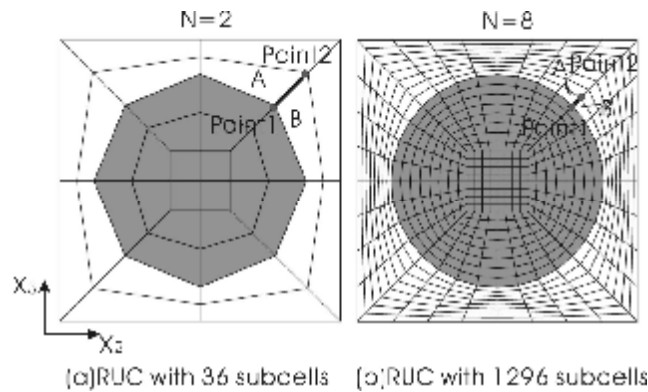 N=2
N=8
Point2
A
B
Point1
A
Point2
B
Point1
X3
X2
(a)RUC with 36 subcells
(b)RUC with 1296 subcells